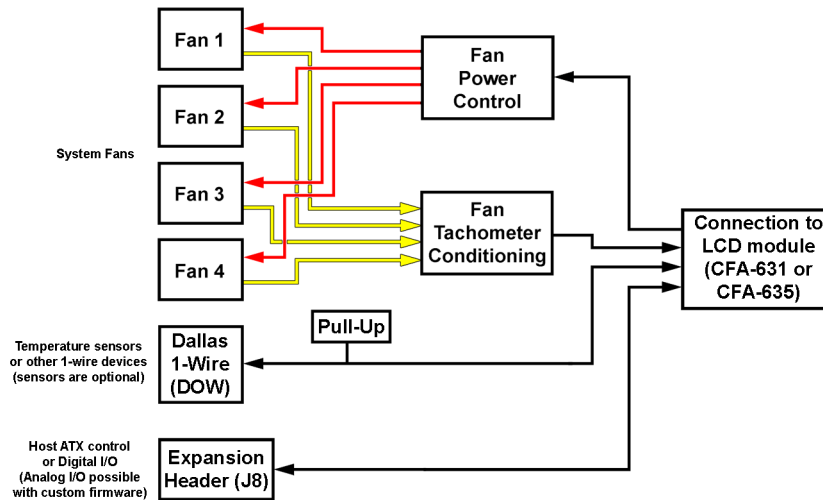 Fan 1
Fan 2
System Fans
Fan 3
Fan 4
Fan
Power
Control
Fan
Tachometer
Conditioning
Connection to
LCD module
(CFA-631 or
CFA-635)
Pull-Up
Temperature sensors
or other 1-wire devices
(sensors are optional)
Dallas
1-Wire
(DOW)
Host ATX control
or Digital I/O
(Analog I/O possible
with custom firmware)
Expansion
Header (J8)